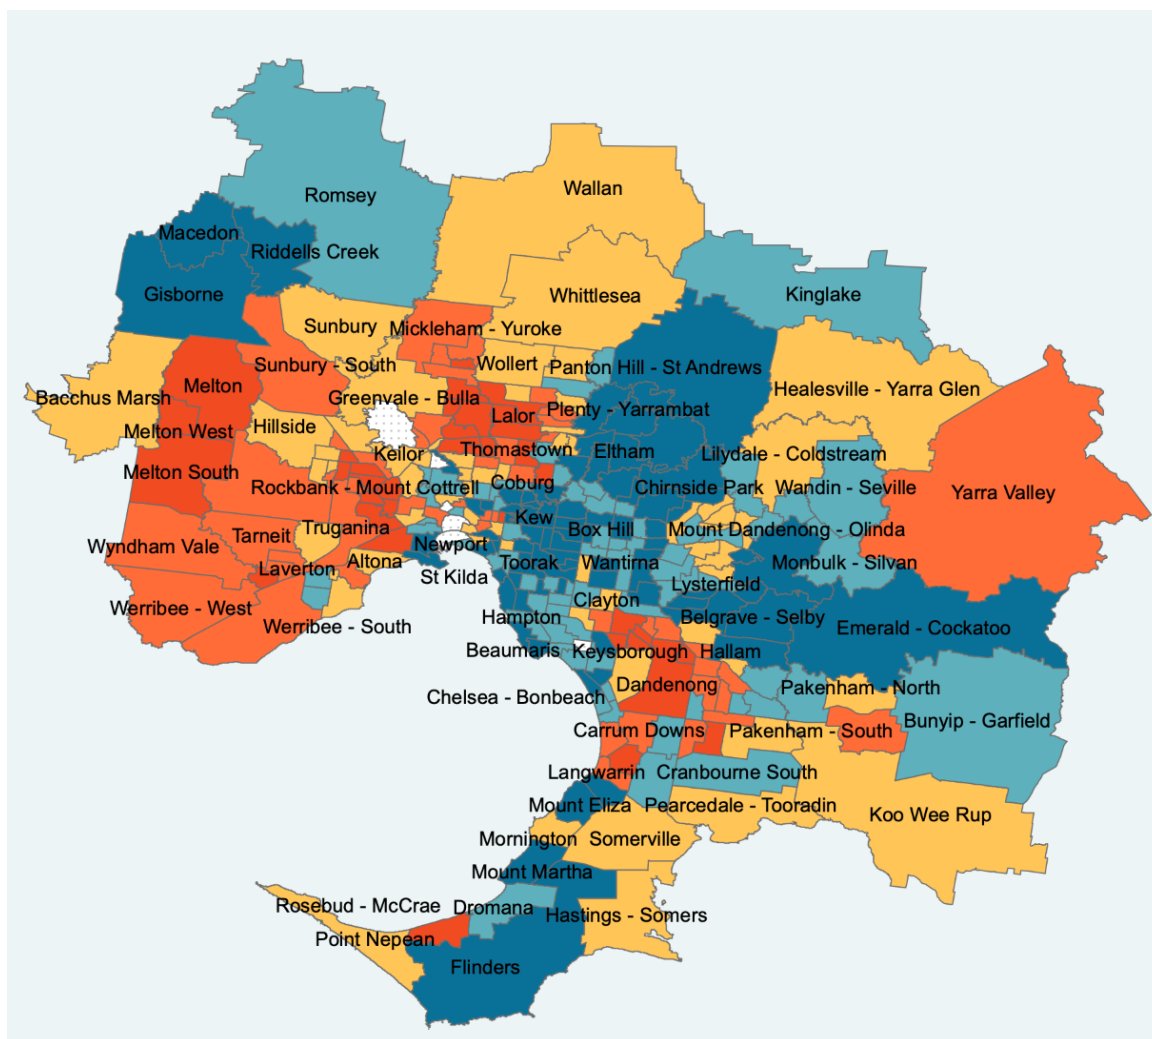 Wallan
Romsey
Macedon
Riddells Creek
Gisborne
Kinglake
Whittlesea
Sunbury
Mickleham - Yuroke
Sunbury - South
Wollert
Panton Hill - St Andrews
Melton
Healesville - Yarra Glen
Bacchus Marsh
Greenvale - Bulla
Plenty - Yarrambat
Lalor
Melton West
Hillside
Keilor
Thomastown
Eltham
Lilydale - Coldstream
Melton South
Rockbank - Mount Cottrell
Coburg
Chirnside Park
Wandin - Seville
Yarra Valley
Kew
Truganina
Box Hill
Mount Dandenong - Olinda
Tarneit
Wyndham Vale
Newport
Altona
Toorak
Wantirna
Monbulk - Silvan
Laverton
St Kilda
Lysterfield
Werribee - West
Clayton
Hampton
Belgrave - Selby
Werribee - South
Emerald - Cockatoo
Beaumaris
Keysborough
Hallam
Dandenong
Pakenham - North
Chelsea - Bonbeach
Bunyip - Garfield
Carrum Downs
Pakenham - South
Langwarrin
Cranbourne South
Mount Eliza
Pearcedale - Tooradin
Koo Wee Rup
Mornington
Somerville
Mount Martha
Rosebud - McCrae
Dromana
Hastings - Somers
Point Nepean
Flinders